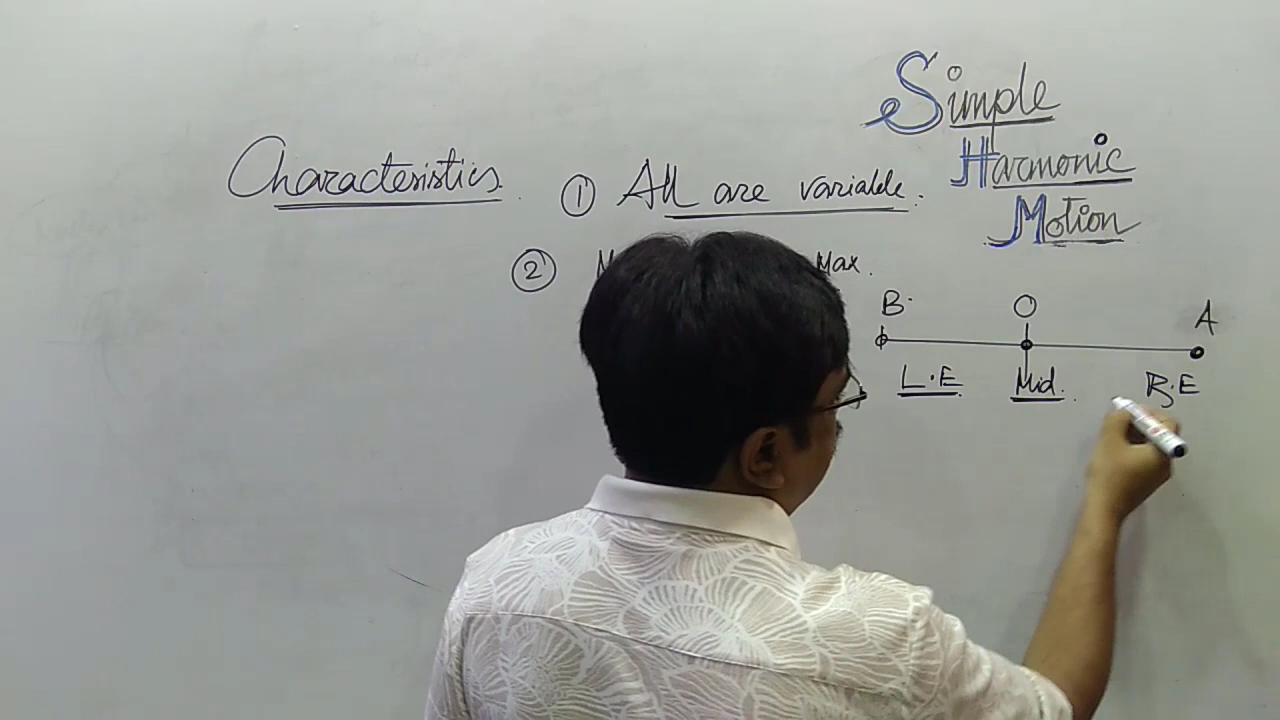 Simple
Harmonic
Motion
Characteristics.
① All are variable.
② Max.
B O A
L.E Mid. R.E